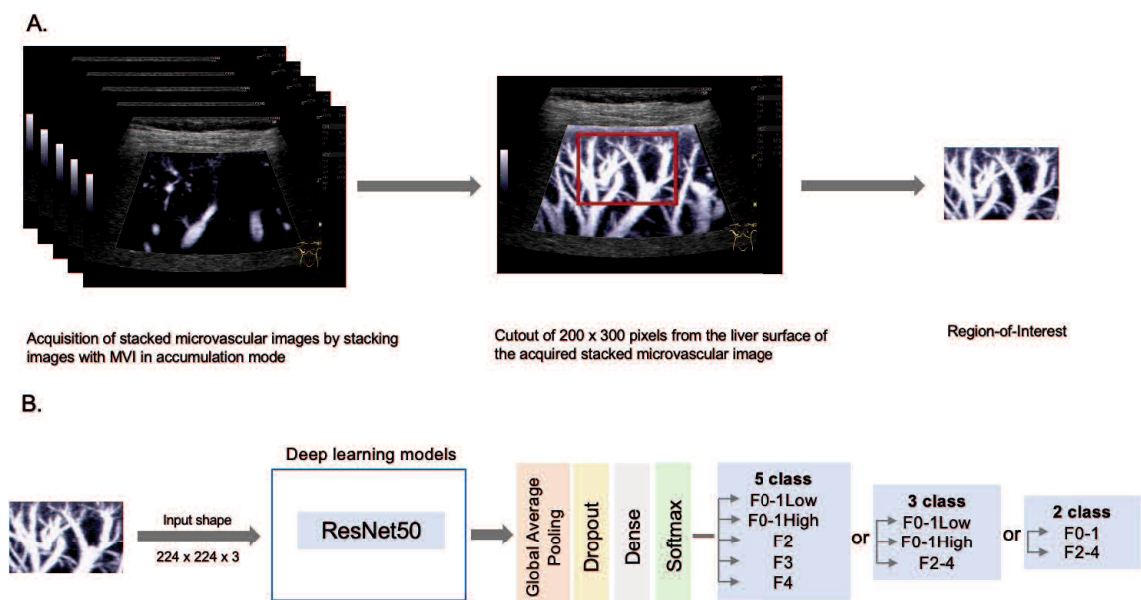 A.
Acquisition of stacked microvascular images by stacking
images with MVI in accumulation mode
Cutout of 200 x 300 pixels from the liver surface of
the acquired stacked microvascular image
Region-of-Interest
B.
Input shape
224 x 224 x 3
Deep learning models
ResNet50
Global Average
Pooling
Dropout
Dense
Softmax
5 class
F0-1Low
F0-1High
F2
F3
F4
or
3 class
F0-1Low
F0-1High
F2-4
or
2 class
F0-1
F2-4